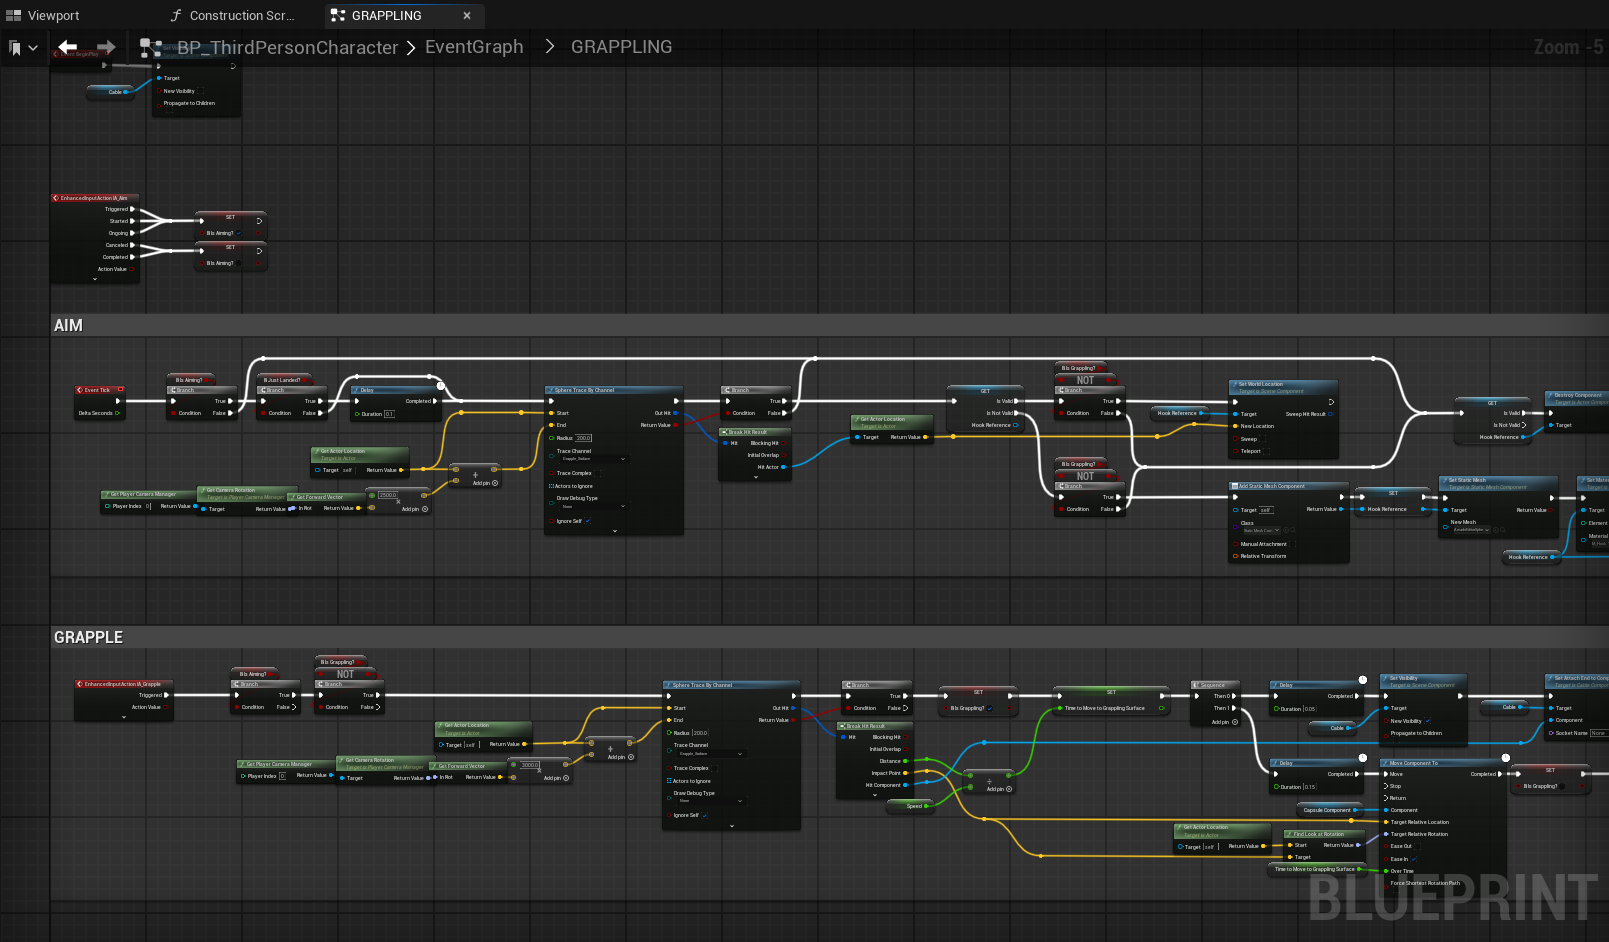 Viewport
Construction Scr...
GRAPPLING
BP_ThirdPersonCharacter > EventGraph > GRAPPLING
Zoom -5
Target
Cable
New Visibility
Propagate to Children
EnhancedInputAction IA_Aim
Triggered
Started
Ongoing
Canceled
Completed
Action Value
SET
Is Aiming?
SET
Is Aiming?
AIM
Event Tick
Delta Seconds
Is Aiming?
Branch
True
Condition
False
Just Landed?
Branch
True
Condition
False
Delay
Completed
Duration 0.1
Get Actor Location
Target is Actor
Target self
Return Value
Get Player Camera Manager
Player Index 0
Return Value
Get Camera Rotation
Target is Player Camera Manager
Target
Return Value
Get Forward Vector
In Rot
Return Value
2500.0
Add pin
Add pin
Sphere Trace By Channel
Start
Out Hit
End
Return Value
Radius 200.0
Trace Channel
Grapple_Surface
Trace Complex
Actors to Ignore
Draw Debug Type
None
Ignore Self
Branch
True
Condition
False
Break Hit Result
Hit
Blocking Hit
Initial Overlap
Hit Actor
Get Actor Location
Target is Actor
Target
Return Value
GET
Is Valid
Is Not Valid
Hook Reference
Is Grappling?
NOT
Branch
True
Condition
False
Is Grappling?
NOT
Branch
True
Condition
False
Hook Reference
Set World Location
Target is Scene Component
Target
Sweep Hit Result
New Location
Sweep
Teleport
Add Static Mesh Component
Target self
Return Value
Class
Manual Attachment
Relative Transform
SET
Hook Reference
Set Static Mesh
Target is Static Mesh Component
Target
Return Value
New Mesh
GET
Is Valid
Is Not Valid
Hook Reference
Destroy Component
Target
Hook Reference
Target
Element
Material
GRAPPLE
EnhancedInputAction IA_Grapple
Triggered
Action Value
Is Aiming?
Branch
True
Condition
False
Is Grappling?
NOT
Branch
True
Condition
False
Get Actor Location
Target is Actor
Target self
Return Value
Get Player Camera Manager
Player Index 0
Return Value
Get Camera Rotation
Target is Player Camera Manager
Target
Return Value
Get Forward Vector
In Rot
Return Value
3000.0
Add pin
Add pin
Sphere Trace By Channel
Start
Out Hit
End
Return Value
Radius 200.0
Trace Channel
Grapple_Surface
Trace Complex
Actors to Ignore
Draw Debug Type
None
Ignore Self
Branch
True
Condition
False
Break Hit Result
Hit
Blocking Hit
Initial Overlap
Distance
Impact Point
Hit Component
Speed
Add pin
SET
Is Grappling?
SET
Time to Move to Grappling Surface
Sequence
Then 0
Then 1
Add pin
Delay
Completed
Duration 0.05
Cable
Set Visibility
Target is Scene Component
Target
New Visibility
Propagate to Children
Cable
Target
Component
Socket Name None
Delay
Completed
Duration 0.15
Capsule Component
Get Actor Location
Target is Actor
Target self
Return Value
Find Look at Rotation
Start
Return Value
Target
Time to Move to Grappling Surface
Move Component To
Move
Completed
Stop
Return
Component
Target Relative Location
Target Relative Rotation
Ease Out
Ease In
Over Time
Force Shortest Rotation Path
SET
Is Grappling?
BLUEPRINT